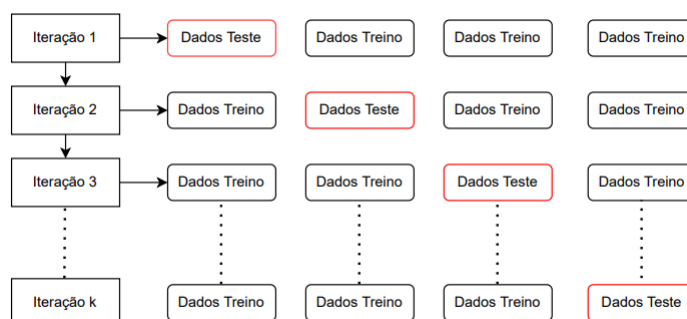 Iteração 1 Dados Teste Dados Treino Dados Treino Dados Treino
Iteração 2 Dados Treino Dados Teste Dados Treino Dados Treino
Iteração 3 Dados Treino Dados Treino Dados Teste Dados Treino
Iteração k Dados Treino Dados Treino Dados Treino Dados Teste